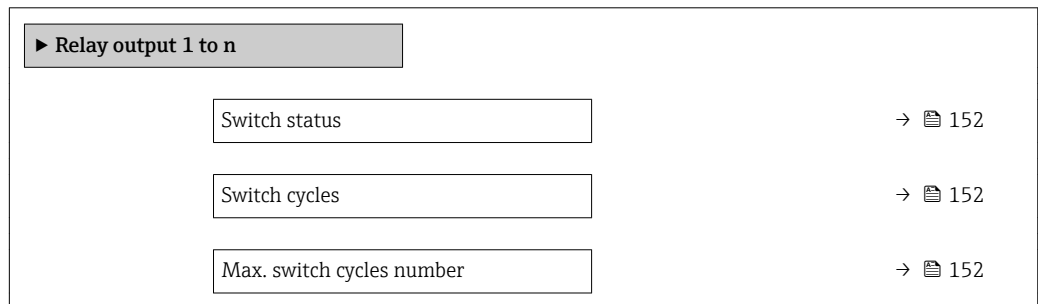 ▶ Relay output 1 to n
Switch status → 152
Switch cycles → 152
Max. switch cycles number → 152